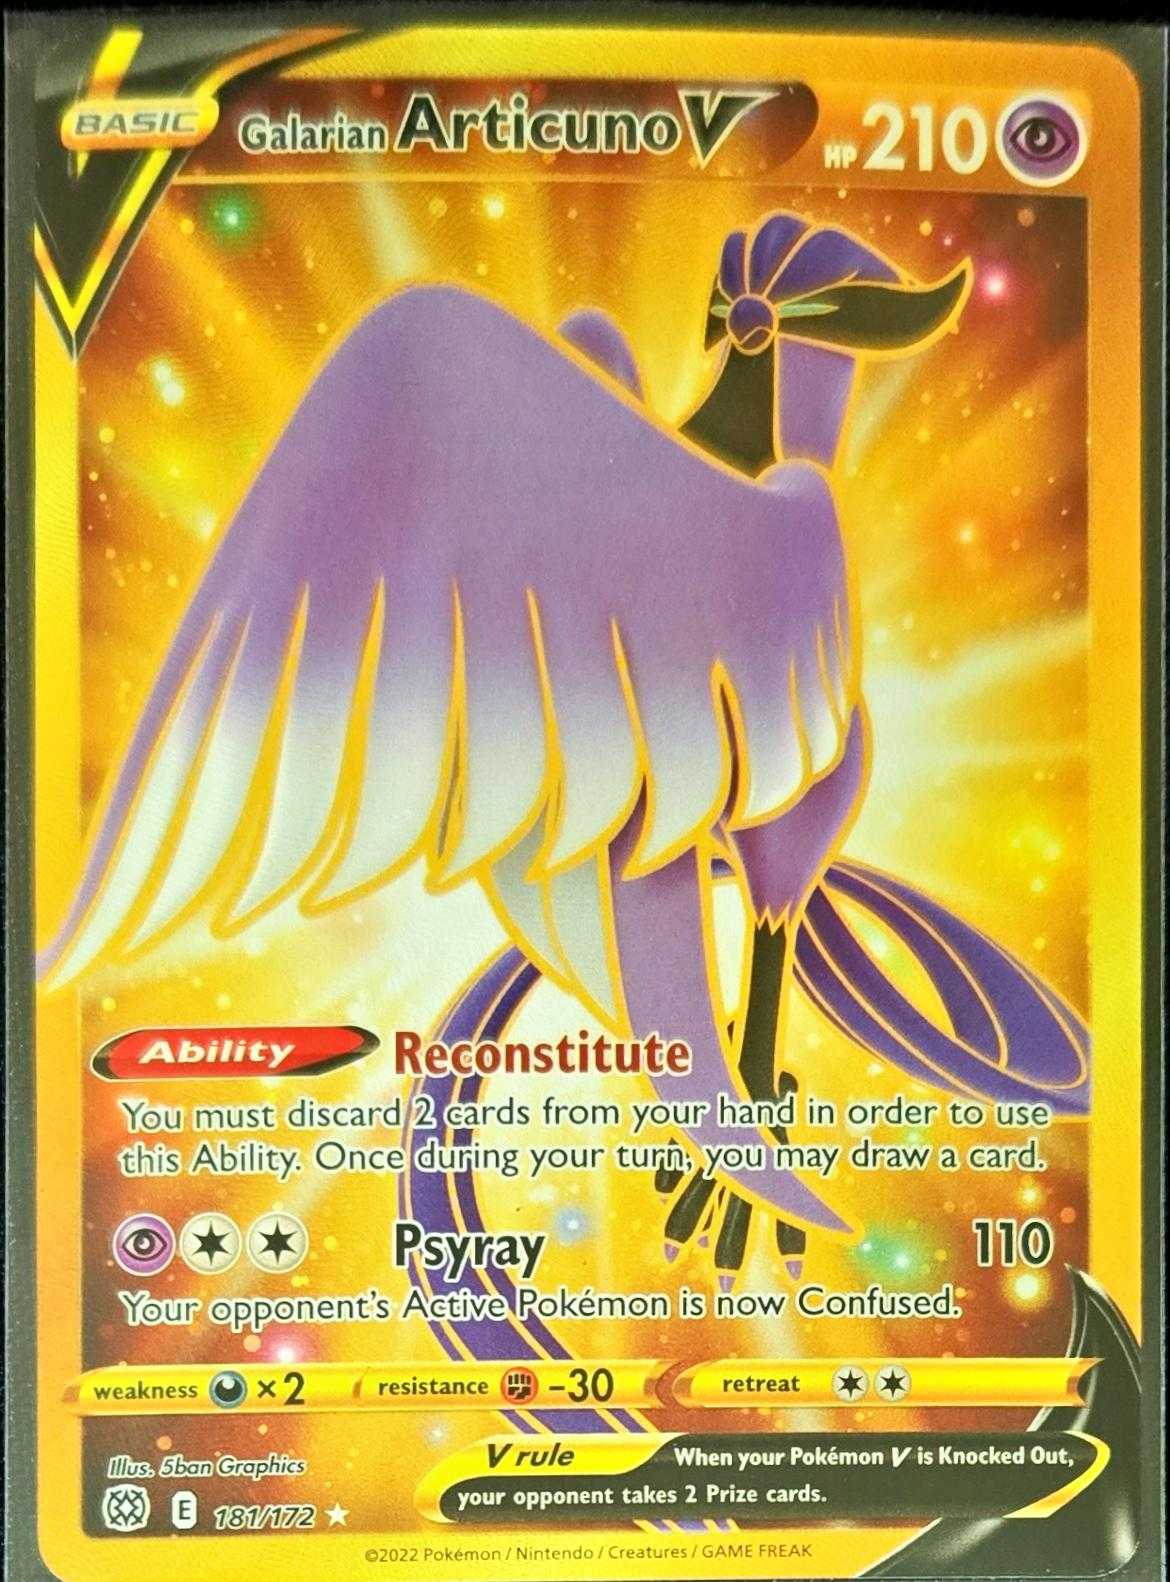 BASIC Galarian Articuno V HP 210
Ability Reconstitute
You must discard 2 cards from your hand in order to use
this Ability. Once during your turn, you may draw a card.
Psyray 110
Your opponent's Active Pokémon is now Confused.
weakness ×2 resistance -30 retreat
V rule When your Pokémon V is Knocked Out,
your opponent takes 2 Prize cards.
Illus. 5ban Graphics
E 181/172
©2022 Pokémon / Nintendo / Creatures / GAME FREAK